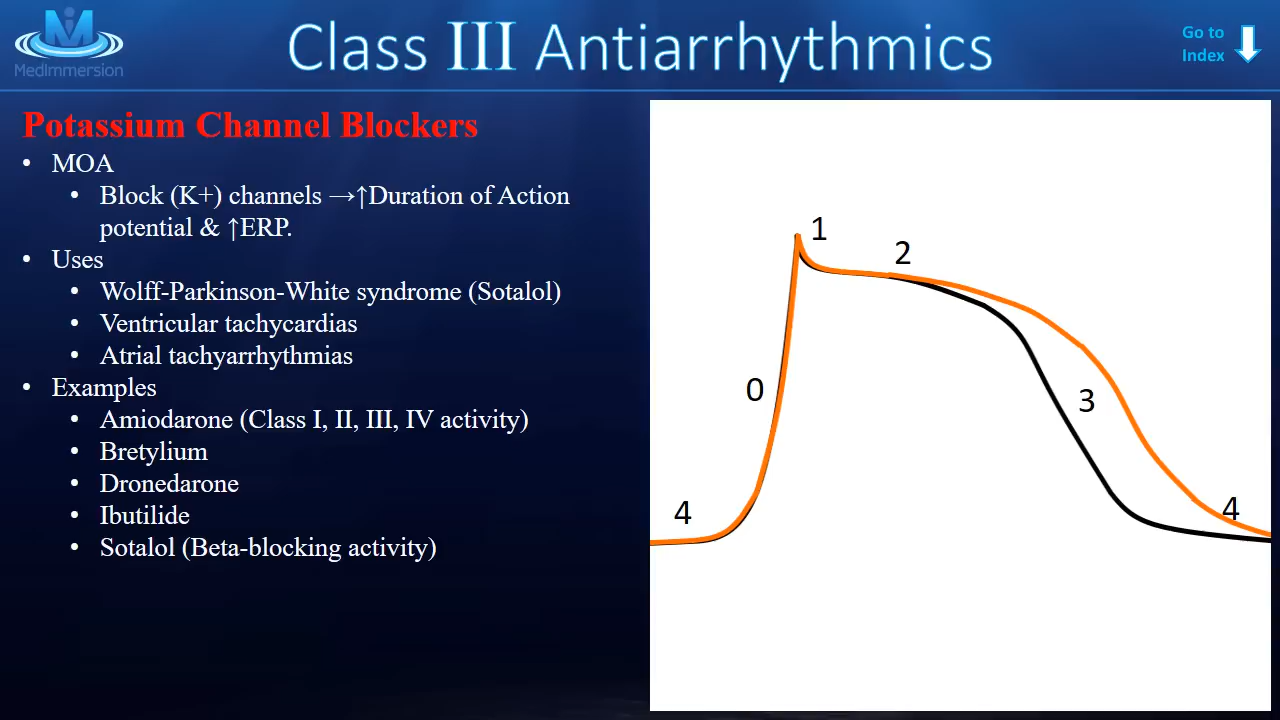 MedImmersion
Class III Antiarrhythmics
Go to
Index
Potassium Channel Blockers
• MOA
• Block (K+) channels →↑Duration of Action
potential & ↑ERP.
• Uses
• Wolff-Parkinson-White syndrome (Sotalol)
• Ventricular tachycardias
• Atrial tachyarrhythmias
• Examples
• Amiodarone (Class I, II, III, IV activity)
• Bretylium
• Dronedarone
• Ibutilide
• Sotalol (Beta-blocking activity)
1
2
0
3
4
4